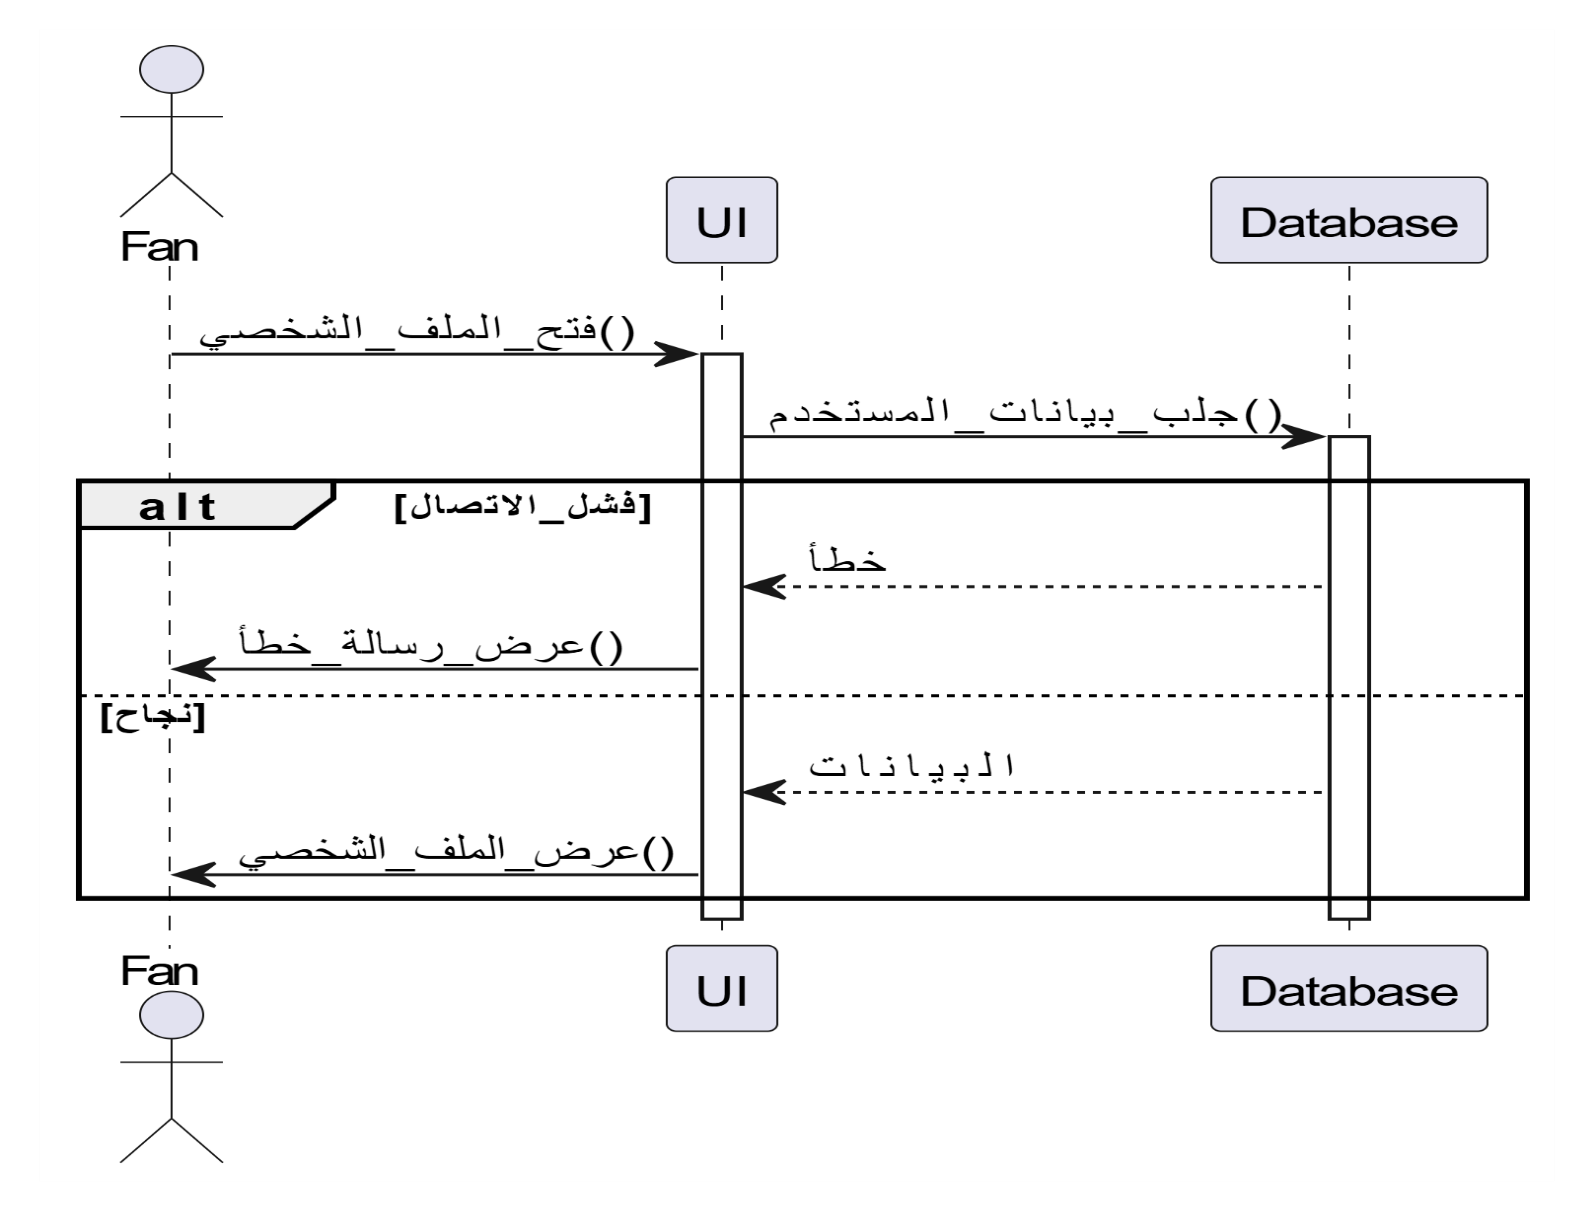 Fan
UI
Database
فتح_الملف_الشخصي()
جلب_بيانات_المستخدم()
alt
[فشل_الاتصال]
خطأ
عرض_رسالة_خطأ()
[نجاح]
البيانات
عرض_الملف_الشخصي()
Fan
UI
Database